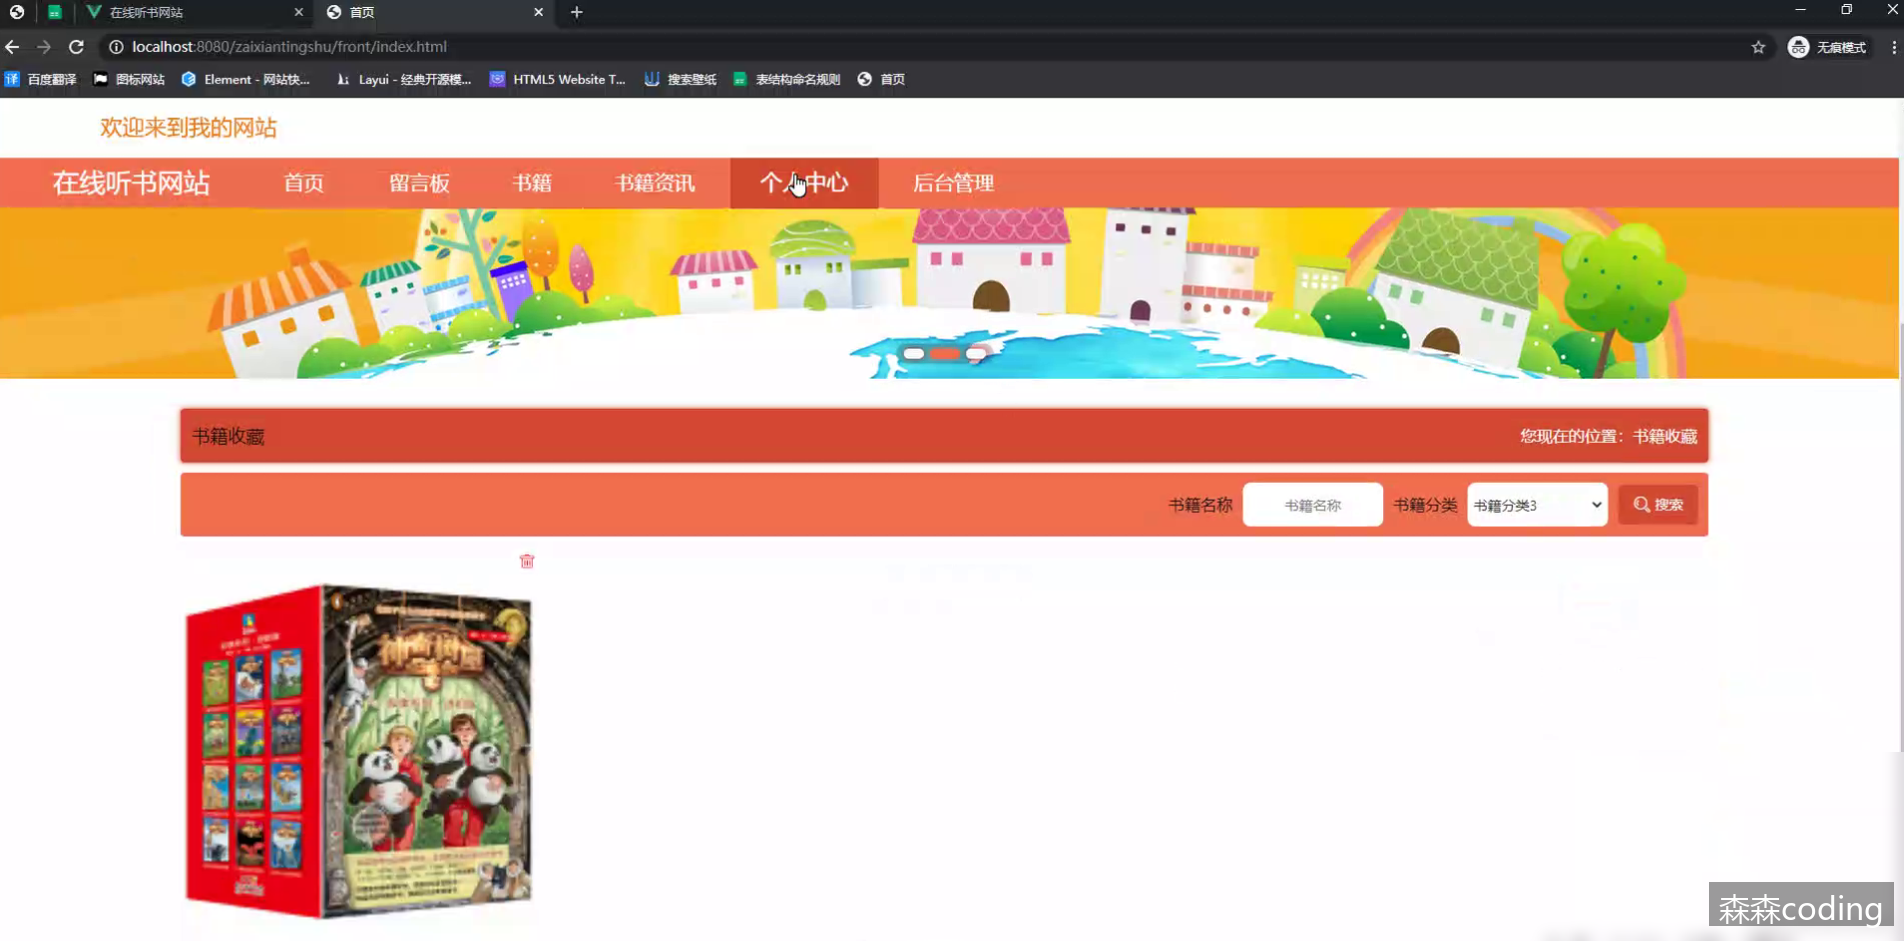 在线听书网站
首页
localhost:8080/zaixiantingshu/front/index.html
无痕模式
百度翻译
图标网站
Element - 网站快...
Layui - 经典开源模...
HTML5 Website T...
搜索壁纸
表结构命名规则
首页
欢迎来到我的网站
在线听书网站
首页
留言板
书籍
书籍资讯
个人中心
后台管理
书籍收藏
您现在的位置：书籍收藏
书籍名称
书籍名称
书籍分类
书籍分类3
搜索
森森coding